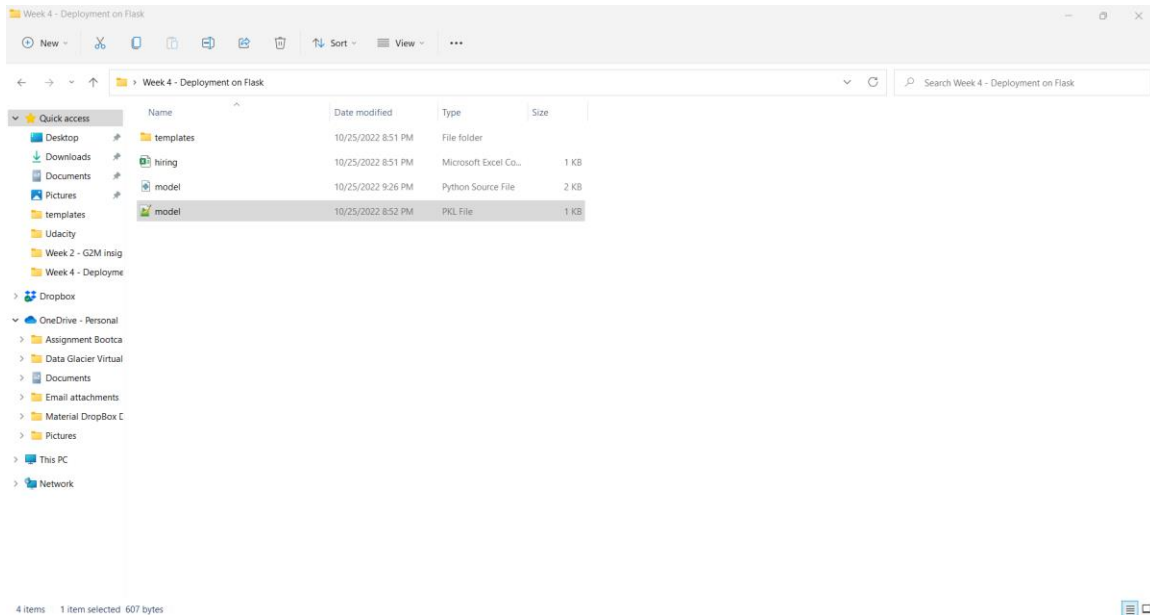 Week 4 - Deployment on Flask
New
Sort
View
Week 4 - Deployment on Flask
Search Week 4 - Deployment on Flask
Quick access
Desktop
Downloads
Documents
Pictures
templates
Udacity
Week 2 - G2M insig
Week 4 - Deployme
Dropbox
OneDrive - Personal
Assignment Bootca
Data Glacier Virtual
Documents
Email attachments
Material DropBox D
Pictures
This PC
Network
Name Date modified Type Size
templates 10/25/2022 8:51 PM File folder
hiring 10/25/2022 8:51 PM Microsoft Excel Co... 1 KB
model 10/25/2022 9:26 PM Python Source File 2 KB
model 10/25/2022 8:52 PM PKL File 1 KB
4 items 1 item selected 607 bytes